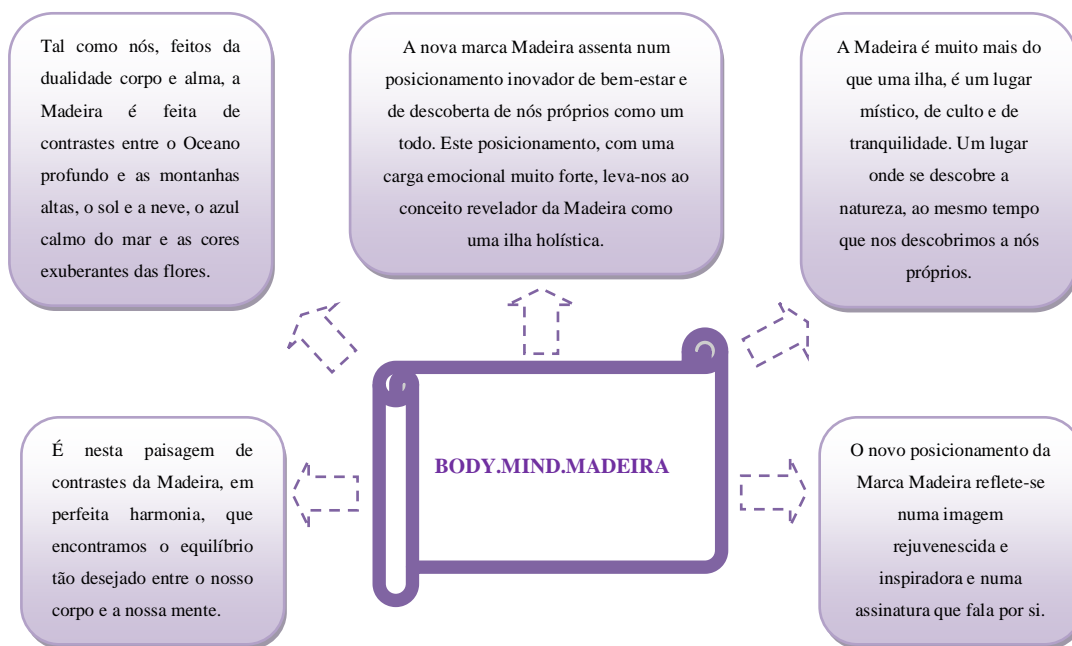 Tal como nós, feitos da
dualidade corpo e alma, a
Madeira é feita de
contrastes entre o Oceano
profundo e as montanhas
altas, o sol e a neve, o azul
calmo do mar e as cores
exuberantes das flores.
A nova marca Madeira assenta num
posicionamento inovador de bem-estar e
de descoberta de nós próprios como um
todo. Este posicionamento, com uma
carga emocional muito forte, leva-nos ao
conceito revelador da Madeira como
uma ilha holística.
A Madeira é muito mais do
que uma ilha, é um lugar
místico, de culto e de
tranquilidade. Um lugar
onde se descobre a
natureza, ao mesmo tempo
que nos descobrimos a nós
próprios.
É nesta paisagem de
contrastes da Madeira, em
perfeita harmonia, que
encontramos o equilíbrio
tão desejado entre o nosso
corpo e a nossa mente.
BODY.MIND.MADEIRA
O novo posicionamento da
Marca Madeira reflete-se
numa imagem
rejuvenescida e
inspiradora e numa
assinatura que fala por si.